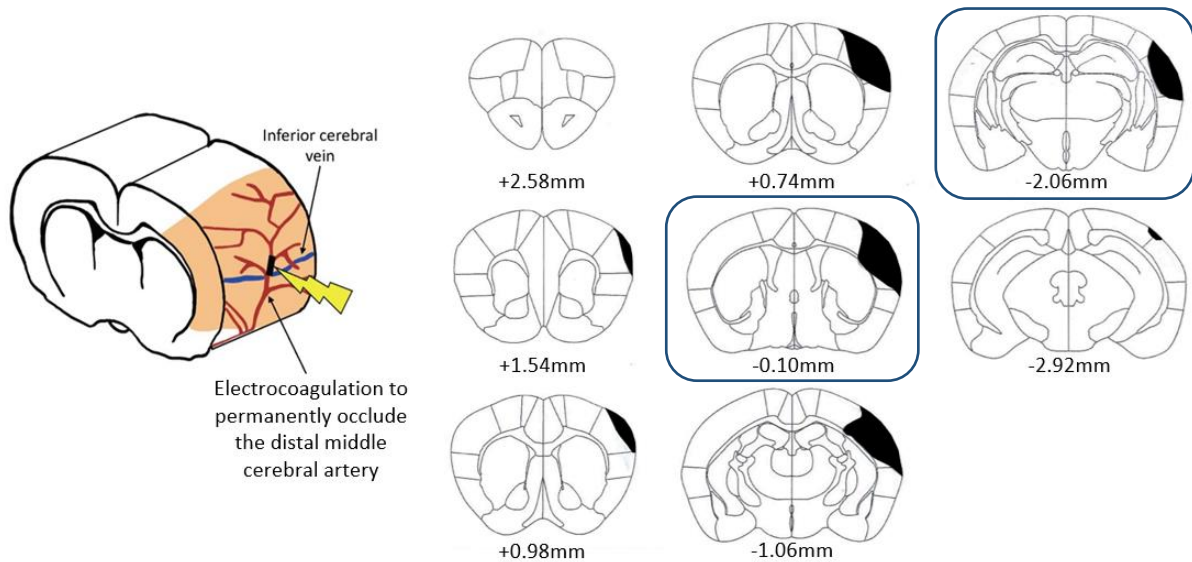 Inferior cerebral
vein
Electrocoagulation to
permanently occlude
the distal middle
cerebral artery
+2.58mm
+1.54mm
+0.98mm
+0.74mm
-0.10mm
-1.06mm
-2.06mm
-2.92mm